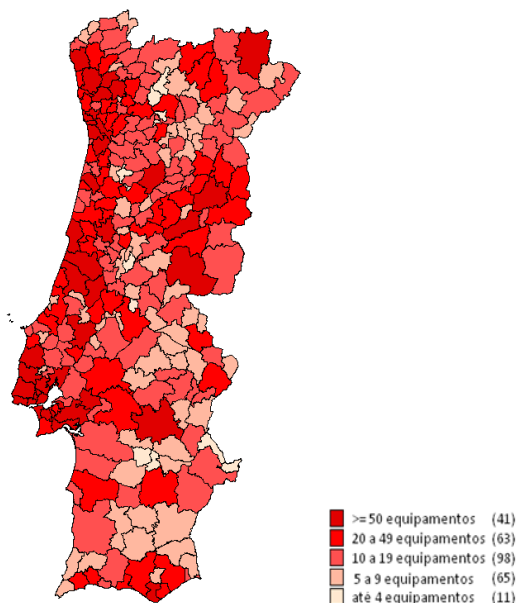 >= 50 equipamentos (41)
20 a 49 equipamentos (63)
10 a 19 equipamentos (98)
5 a 9 equipamentos (65)
até 4 equipamentos (11)